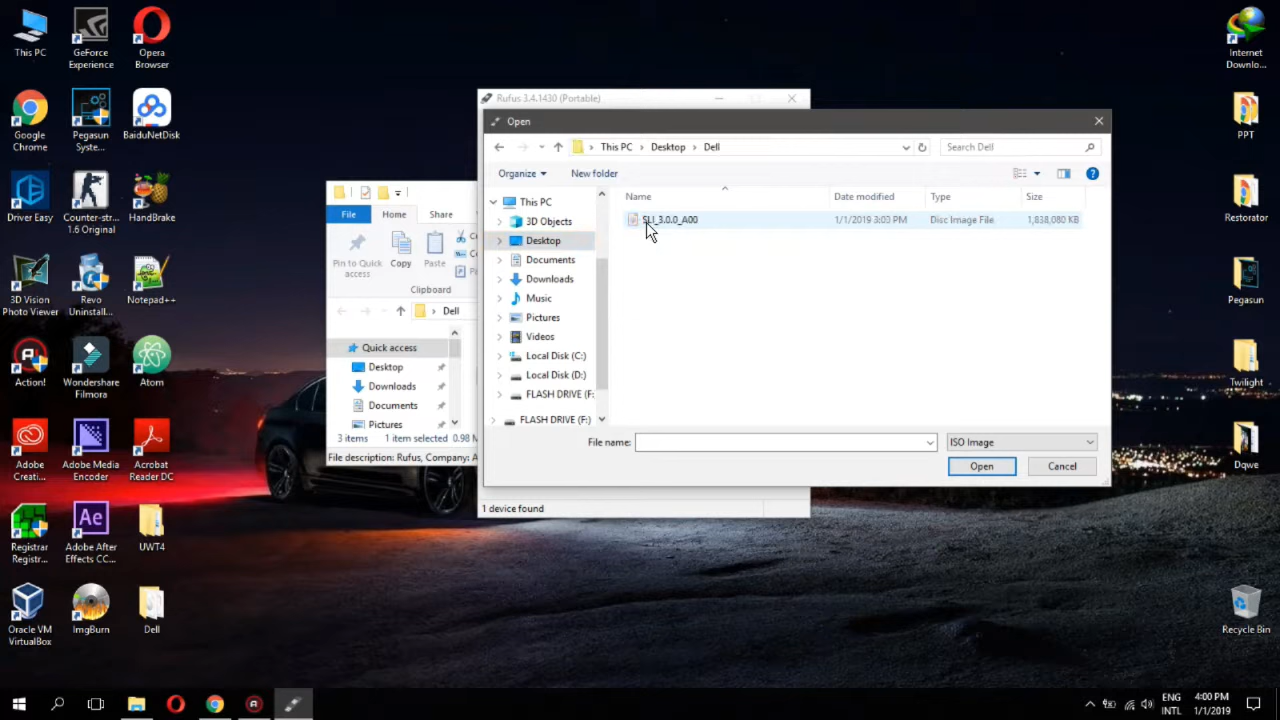 This PC
GeForce
Experience
Opera
Browser
Google
Chrome
Pegasun
Syste...
BaiduNetDisk
Driver Easy
Counter-str...
1.6 Original
HandBrake
3D Vision
Photo Viewer
Revo
Uninstall...
Notepad++
Action!
Wondershare
Filmora
Atom
Adobe
Creati...
Adobe Media
Encoder
Acrobat
Reader DC
Registrar
Registr...
Adobe After
Effects CC...
UWT4
Oracle VM
VirtualBox
ImgBurn
Dell
File
Home
Share
Pin to Quick
access
Copy
Paste
Clipboard
Dell
Quick access
Desktop
Downloads
Documents
Pictures
3 items 1 item selected 0.98 M
File description: Rufus, Company: A
Rufus 3.4.1430 (Portable)
Open
This PC > Desktop > Dell
Search Dell
Organize
New folder
This PC
3D Objects
Desktop
Documents
Downloads
Music
Pictures
Videos
Local Disk (C:)
Local Disk (D:)
FLASH DRIVE (F:
FLASH DRIVE (F:)
Name Date modified Type Size
SLI_3.0.0_A00 1/1/2019 3:03 PM Disc Image File 1,838,080 KB
File name:
ISO Image
Open
Cancel
1 device found
Internet
Downlo...
PPT
Restorator
Pegasun
Twilight
Dqwe
Recycle Bin
ENG
INTL
4:00 PM
1/1/2019